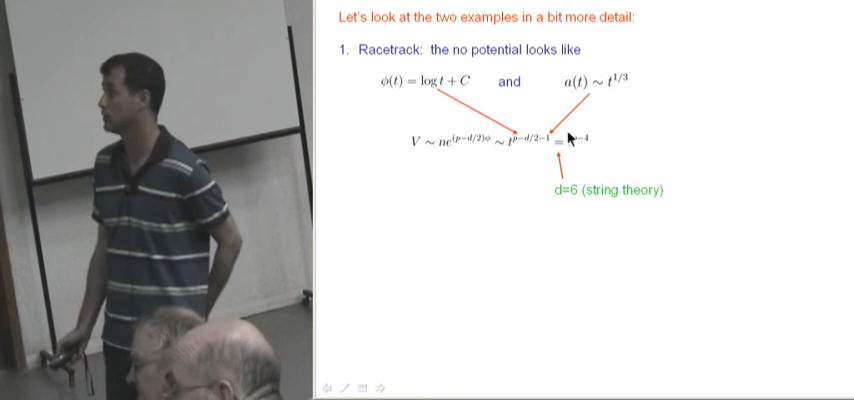 Let's look at the two examples in a bit more detail:
1. Racetrack: the no potential looks like
ϕ(t) = log t + C and a(t) ∼ t^{1/3}
V ∼ ne^{(p−d/2)ϕ} ∼ t^{p−d/2−1} =
d=6 (string theory)